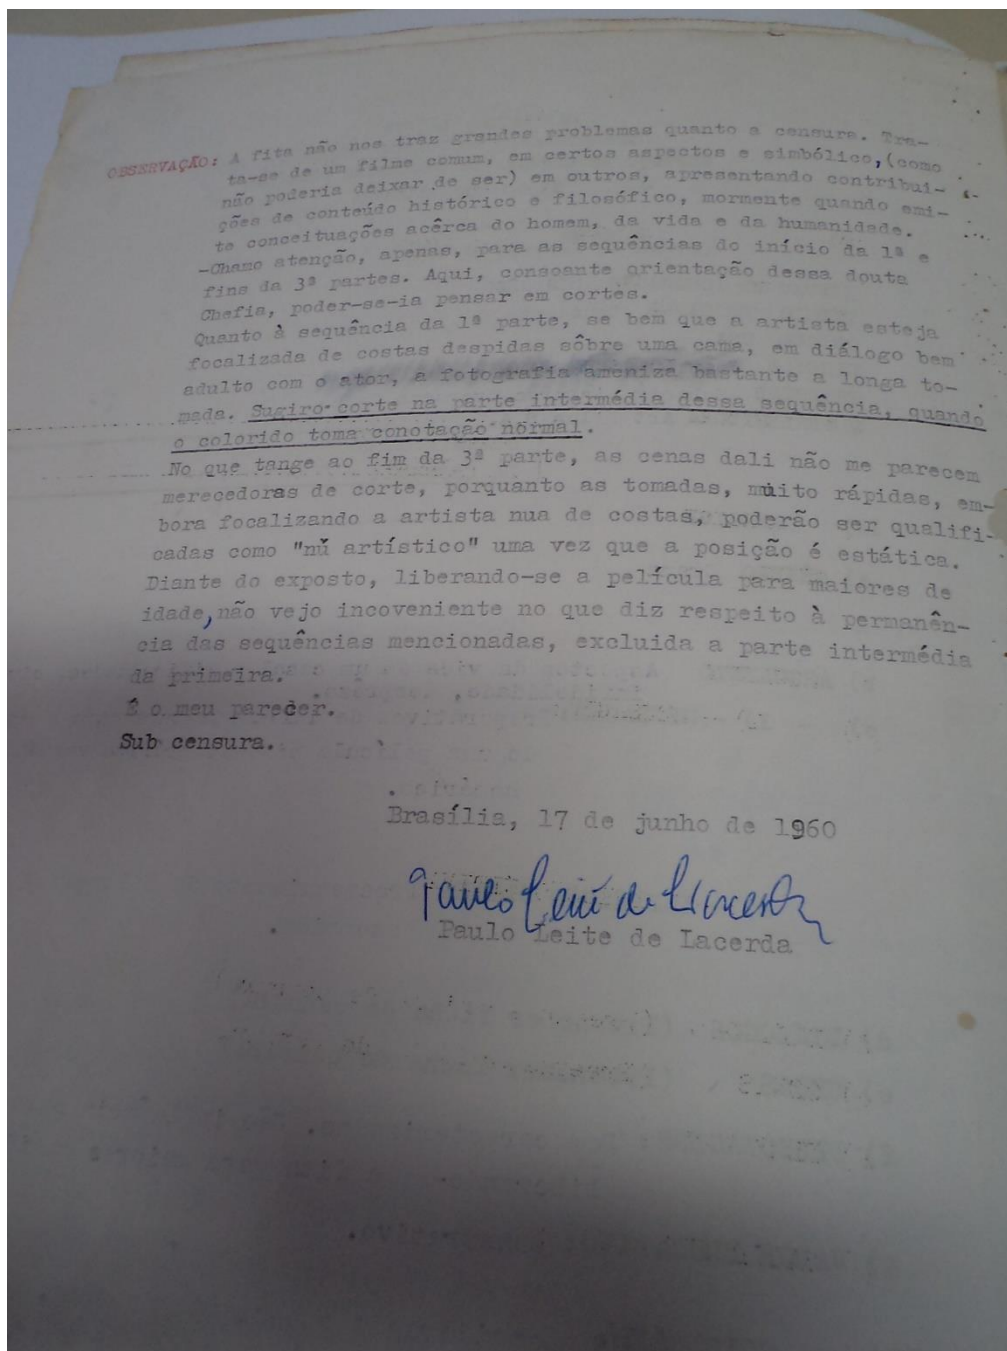 OBSERVAÇÃO: A fita não nos traz grandes problemas quanto a censura. Tra-
ta-se de um filme comum, em certos aspectos e simbólico, (como
não poderia deixar de ser) em outros, apresentando contribui-
ções de conteúdo histórico e filosófico, mormente quando emi-
te conceituações acêrca do homem, da vida e da humanidade.
-Chamo atenção, apenas, para as sequências do início da 1ª e
fins da 3ª partes. Aqui, consoante orientação dessa douta
Chefia, poder-se-ia pensar em cortes.
Quanto à sequência da 1ª parte, se bem que a artista esteja
focalizada de costas despidas sôbre uma cama, em diálogo bem
adulto com o ator, a fotografia ameniza bastante a longa to-
mada. Sugiro corte na parte intermédia dessa sequência, quando
o colorido toma conotação normal.
No que tange ao fim da 3ª parte, as cenas dali não me parecem
merecedoras de corte, porquanto as tomadas, muito rápidas, em-
bora focalizando a artista nua de costas, poderão ser qualifi-
cadas como "nú artístico" uma vez que a posição é estática.
Diante do exposto, liberando-se a película para maiores de
idade, não vejo incoveniente no que diz respeito à permanên-
cia das sequências mencionadas, excluida a parte intermédia
da primeira.
É o meu parecer.
Sub censura.
Brasília, 17 de junho de 1960
Paulo Leite de Lacerda
Paulo Leite de Lacerda